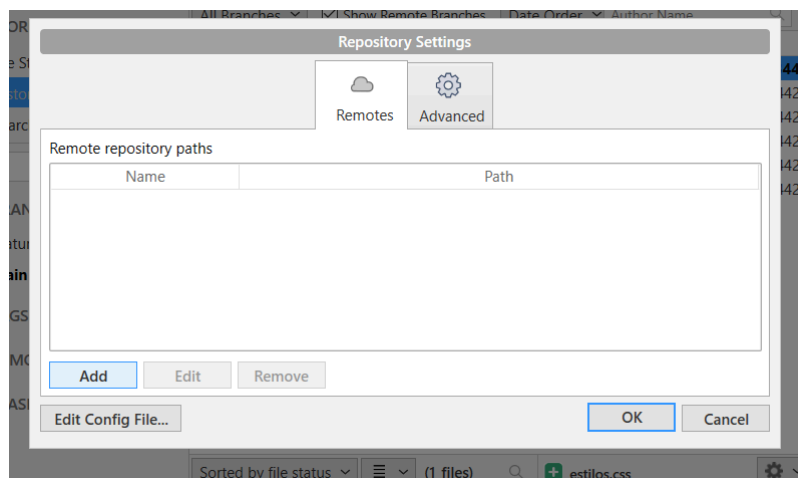 All Branches
Show Remote Branches
Date Order
Author Name
Repository Settings
Remotes
Advanced
Remote repository paths
Name
Path
Add
Edit
Remove
Edit Config File...
OK
Cancel
Sorted by file status
(1 files)
estilos.css